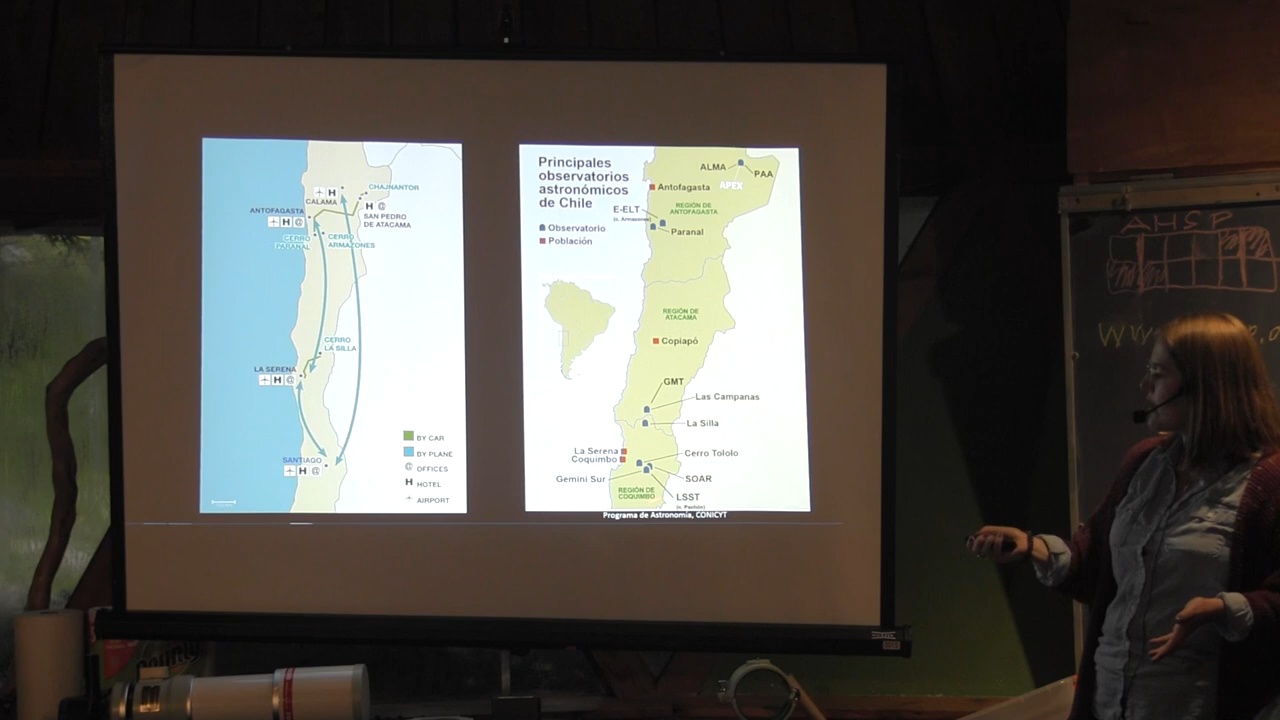 CHAJNANTOR
H
CALAMA
H @
SAN PEDRO
DE ATACAMA
ANTOFAGASTA
H @
CERRO
PARANAL
CERRO
ARMAZONES
CERRO
LA SILLA
LA SERENA
H @
SANTIAGO
H @
BY CAR
BY PLANE
@ OFFICES
H HOTEL
AIRPORT
Principales
observatorios
astronómicos
de Chile
Observatorio
Población
ALMA
PAA
APEX
Antofagasta
REGIÓN DE
ANTOFAGASTA
E-ELT
(c. Armazones)
Paranal
REGIÓN DE
ATACAMA
Copiapó
GMT
Las Campanas
La Silla
La Serena
Coquimbo
Cerro Tololo
Gemini Sur
SOAR
REGIÓN DE
COQUIMBO
LSST
(c. Pachón)
Programa de Astronomía, CONICYT
AHSP